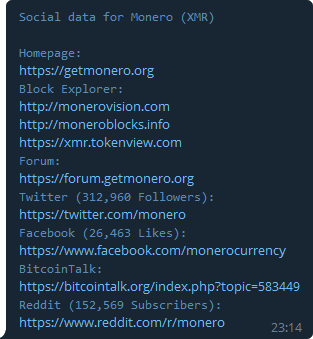 Social data for Monero (XMR)
Homepage:
https://getmonero.org
Block Explorer:
http://monerovision.com
http://moneroblocks.info
https://xmr.tokenview.com
Forum:
https://forum.getmonero.org
Twitter (312,960 Followers):
https://twitter.com/monero
Facebook (26,463 Likes):
https://www.facebook.com/monerocurrency
BitcoinTalk:
https://bitcointalk.org/index.php?topic=583449
Reddit (152,569 Subscribers):
https://www.reddit.com/r/monero
23:14